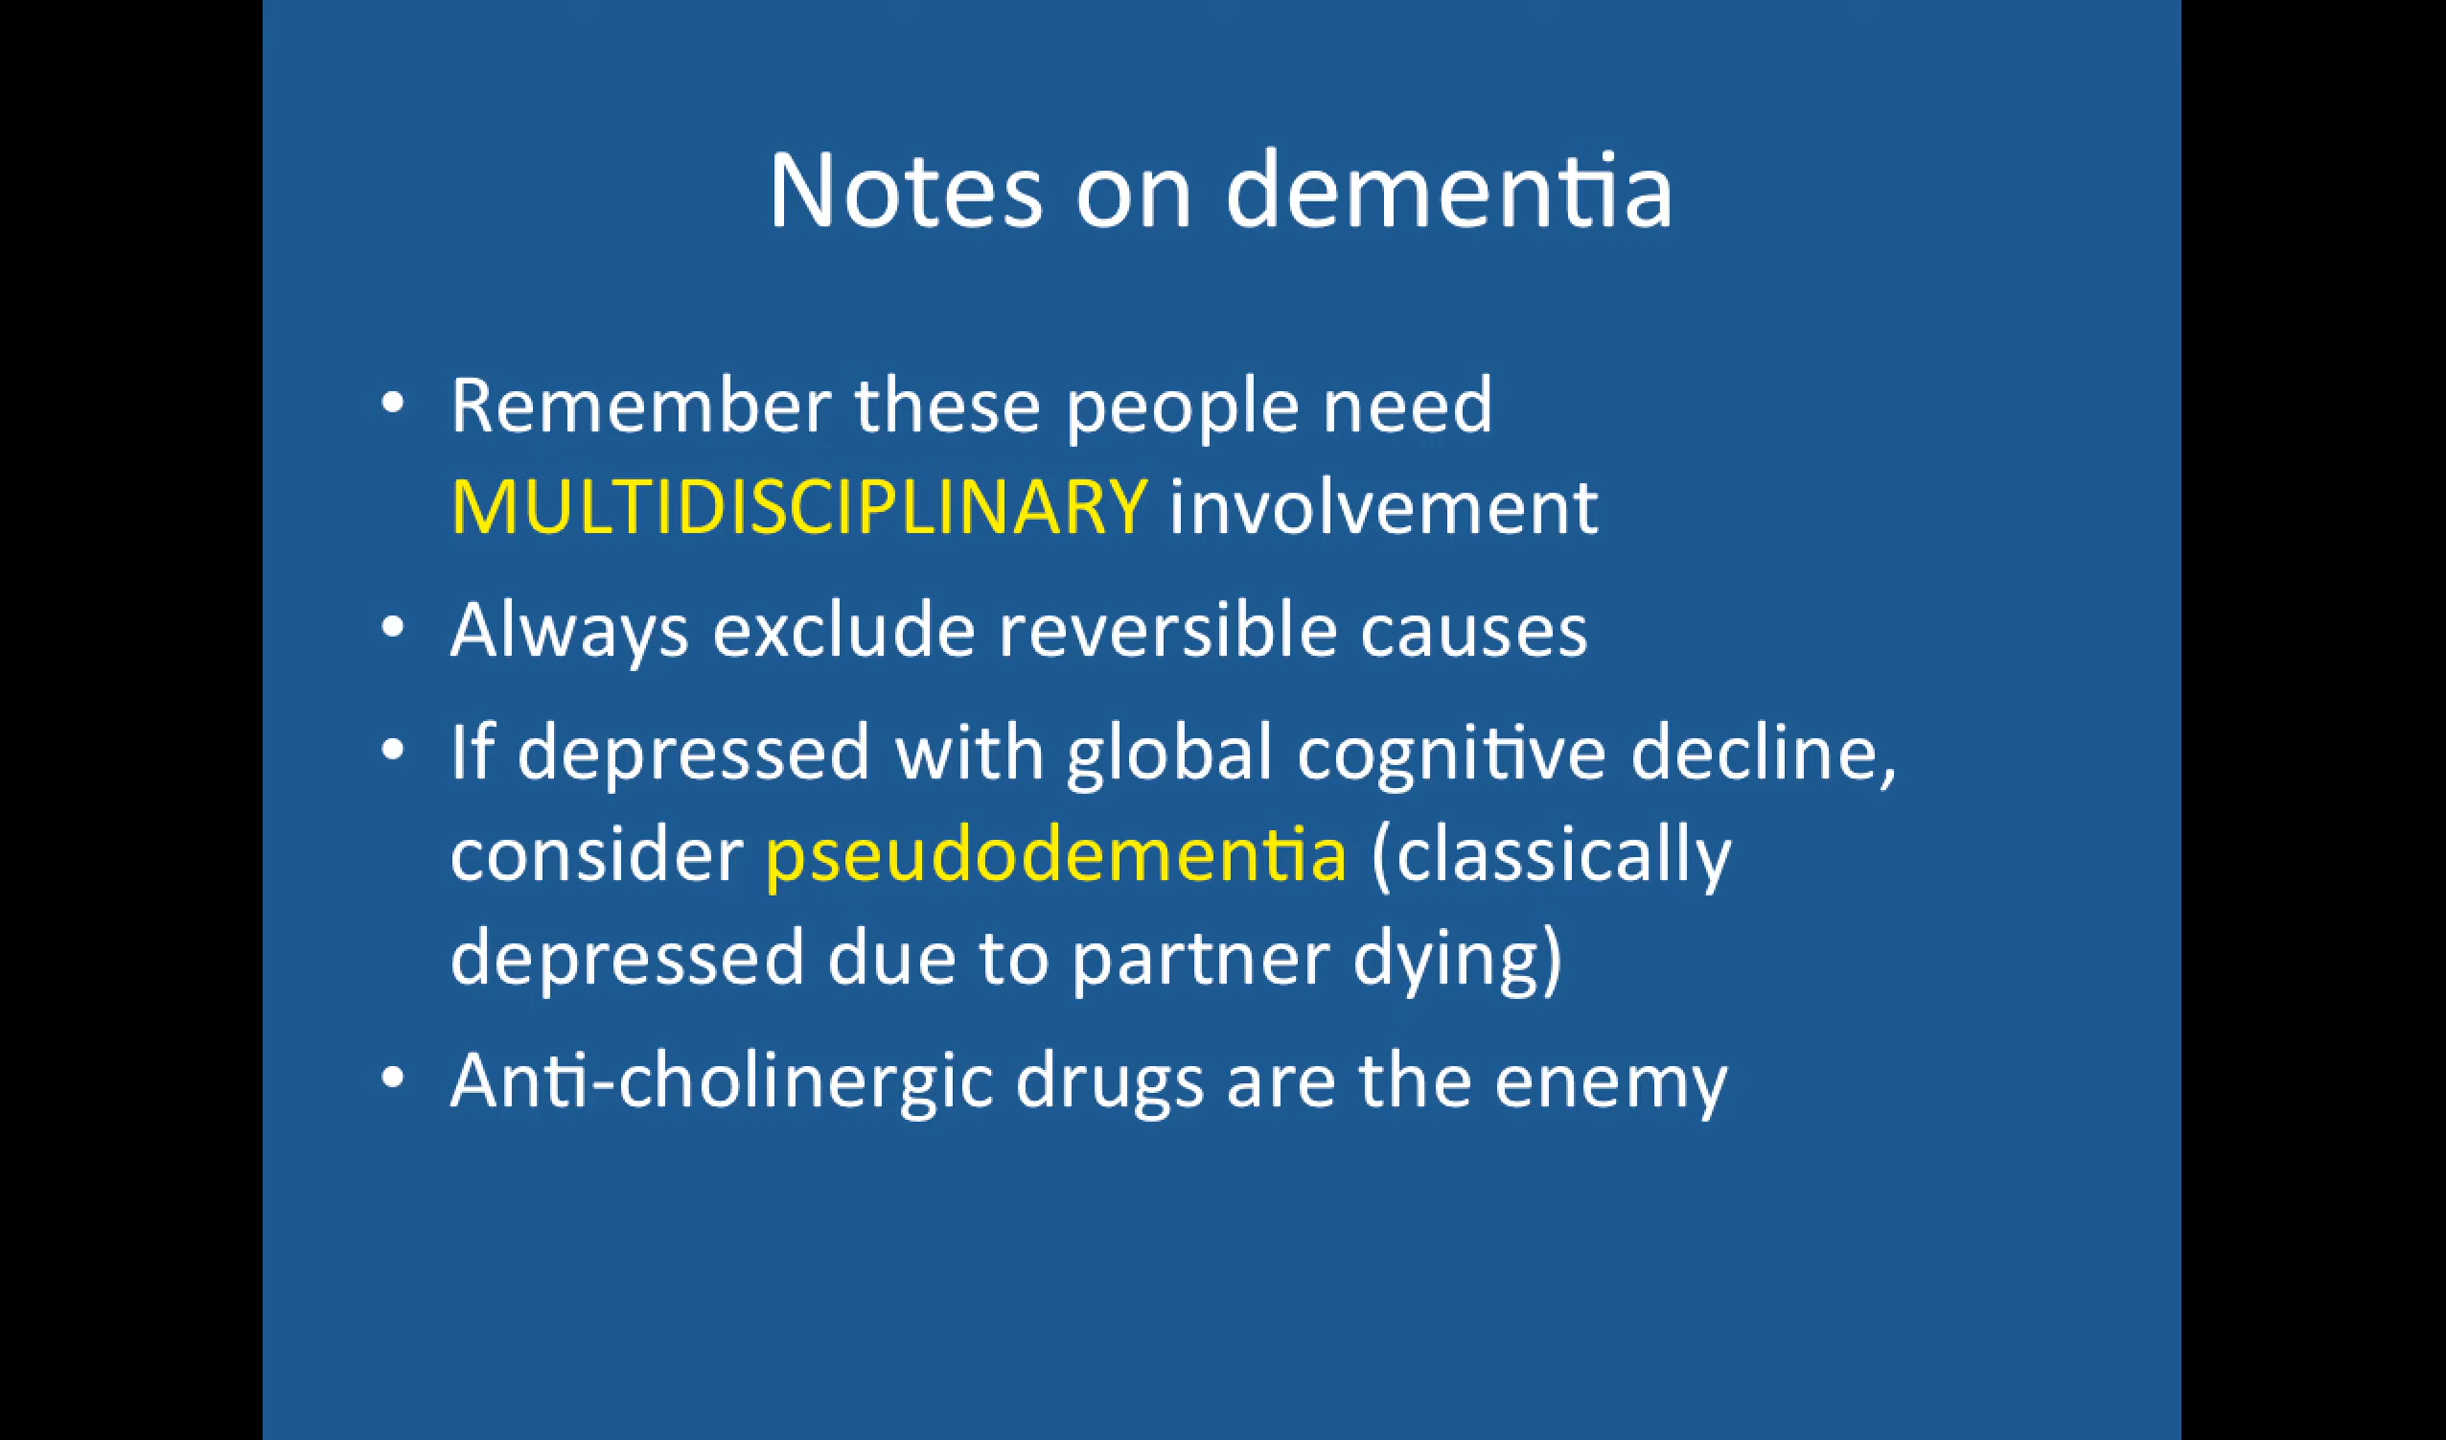 Notes on dementia
• Remember these people need
MULTIDISCIPLINARY involvement
• Always exclude reversible causes
• If depressed with global cognitive decline,
consider pseudodementia (classically
depressed due to partner dying)
• Anti-cholinergic drugs are the enemy